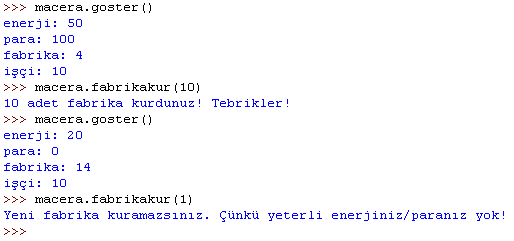 >>> macera.goster()
enerji: 50
para: 100
fabrika: 4
işçi: 10
>>> macera.fabrikakur(10)
10 adet fabrika kurdunuz! Tebrikler!
>>> macera.goster()
enerji: 20
para: 0
fabrika: 14
işçi: 10
>>> macera.fabrikakur(1)
Yeni fabrika kuramazsınız. Çünkü yeterli enerjiniz/paranız yok!
>>>